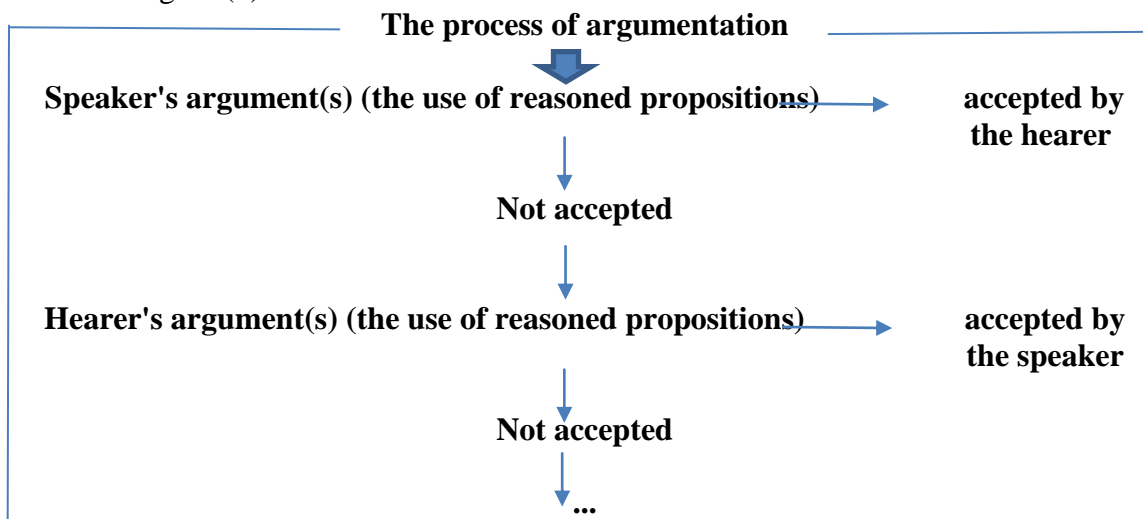 The process of argumentation
Speaker's argument(s) (the use of reasoned propositions) accepted by
the hearer
Not accepted
Hearer's argument(s) (the use of reasoned propositions) accepted by
the speaker
Not accepted
...